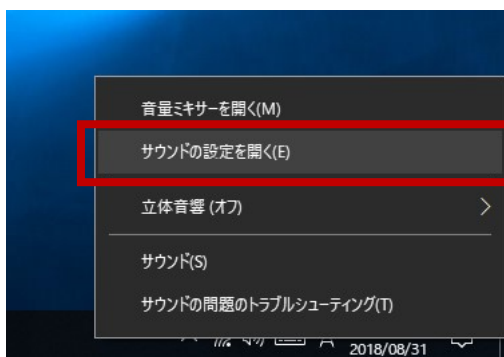 音量ミキサーを開く(M)
サウンドの設定を開く(E)
立体音響 (オフ)
サウンド(S)
サウンドの問題のトラブルシューティング(T)
2018/08/31